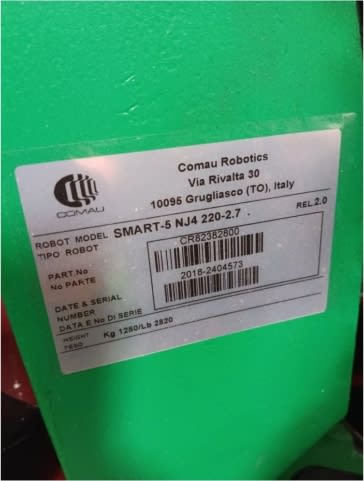 COMAU
Comau Robotics
Via Rivalta 30
10095 Grugliasco (TO), Italy
ROBOT MODEL SMART-5 NJ4 220-2.7 REL.2.0
TIPO ROBOT
CR82382800
PART.No
No PARTE
2018-2404573
DATE & SERIAL
NUMBER
DATA E No DI SERIE
WEIGHT
PESO
Kg 1250/Lb 2820